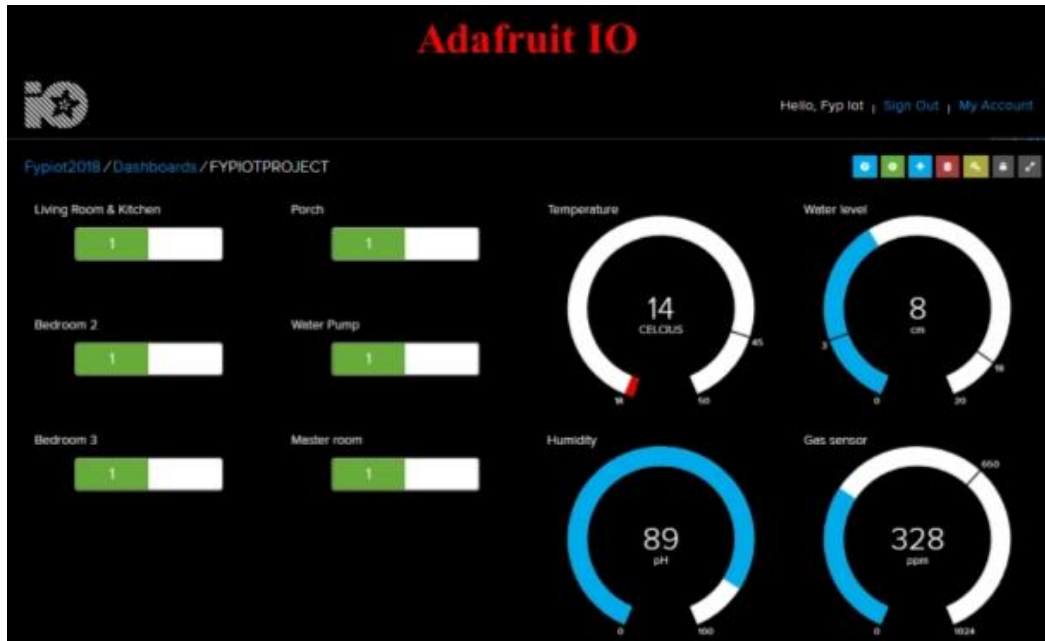 Adafruit IO
iO
Hello, Fyp Iot | Sign Out | My Account
Fypiot2018 / Dashboards / FYPIOTPROJECT
Living Room & Kitchen
1
Porch
1
Bedroom 2
1
Water Pump
1
Bedroom 3
1
Master room
1
Temperature
14
CELCIUS
45
50
Water level
8
cm
3
18
0
20
Humidity
89
pH
0
100
Gas sensor
328
ppm
650
0
1024